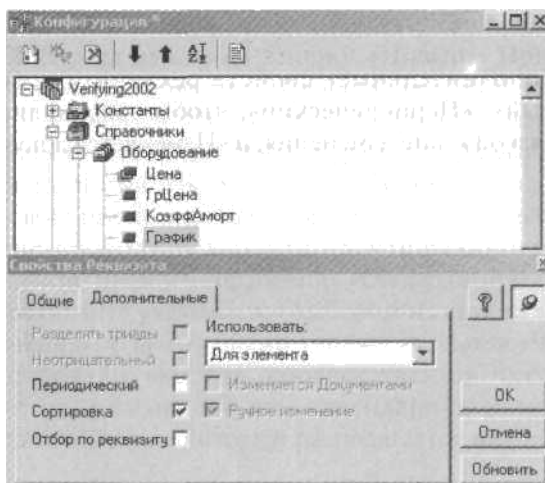 Конфигурация *
Verifying2002
Константы
Справочники
Оборудование
Цена
ГрЦена
КоэффАморт
График
Свойства Реквизита
Общие Дополнительные
Разделять триады
Использовать:
Неотрицательный
Для элемента
Периодический
Изменяется Документами
Сортировка
Ручное изменение
Отбор по реквизиту
OK
Отмена
Обновить